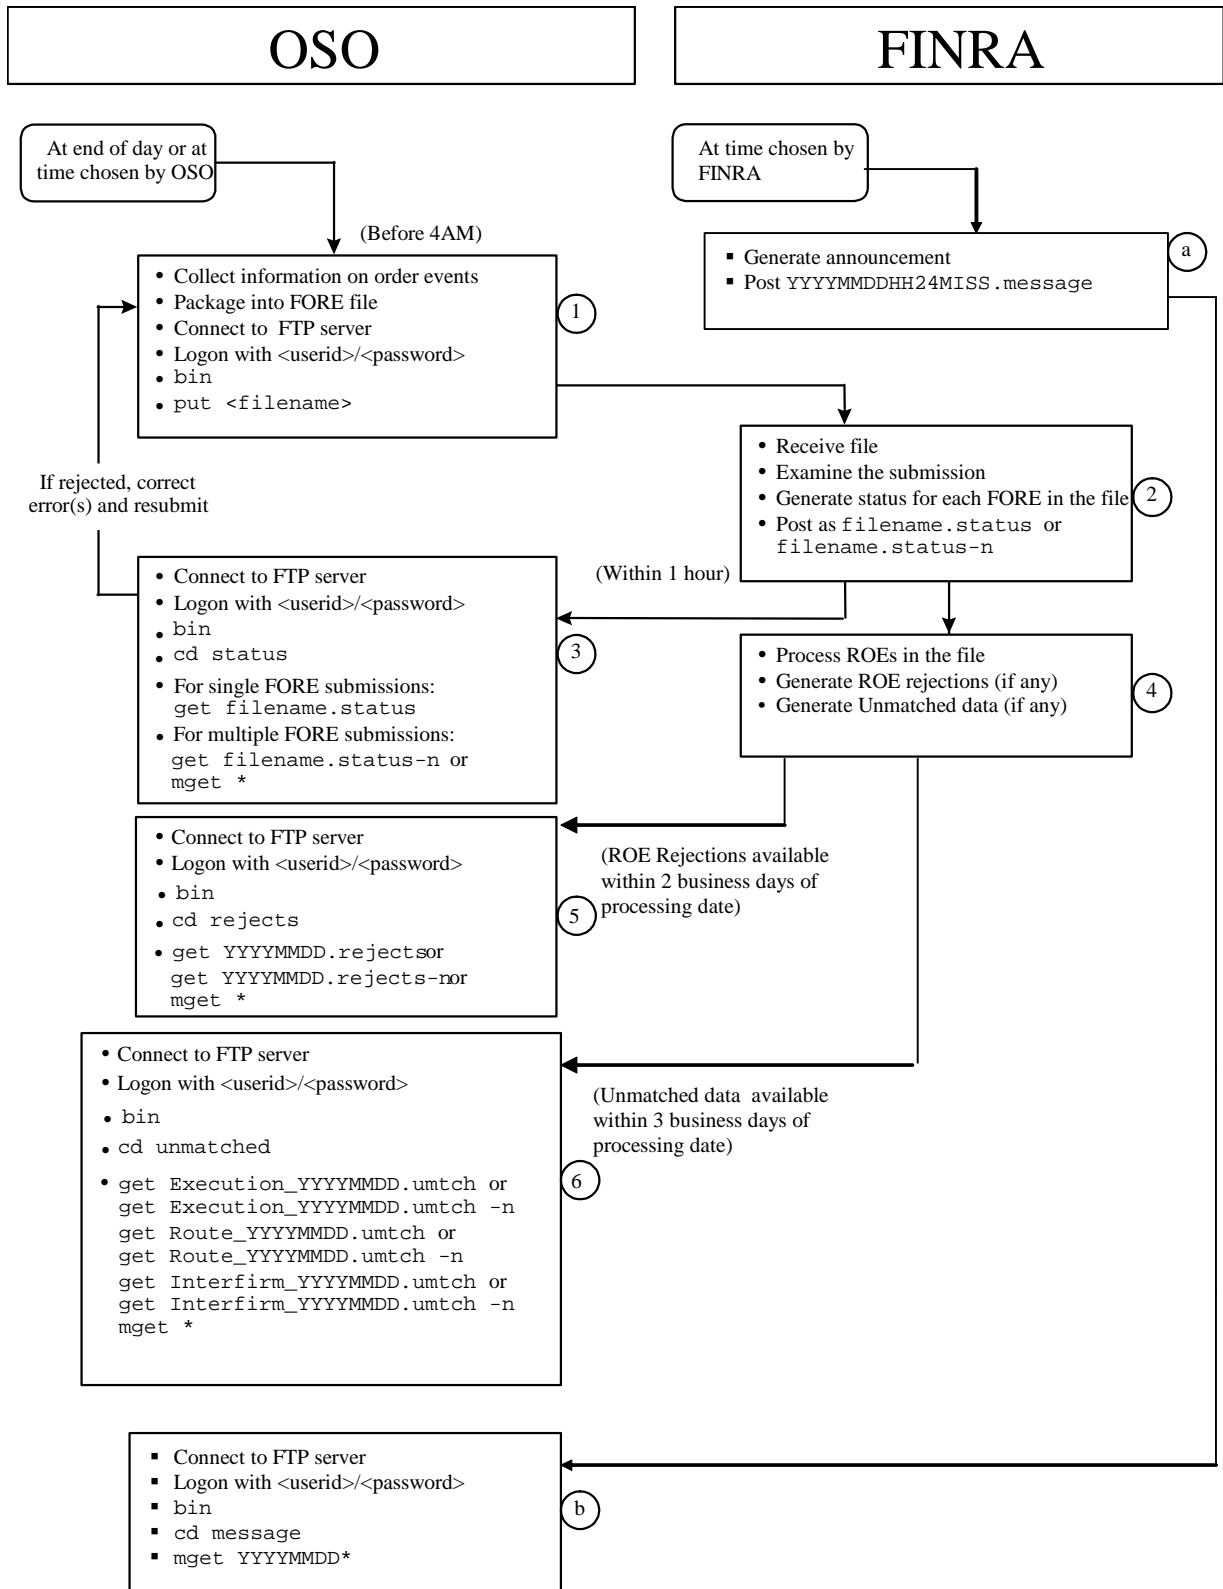 OSO
FINRA
At end of day or at
time chosen by OSO
At time chosen by
FINRA
(Before 4AM)
• Collect information on order events
• Package into FORE file
• Connect to FTP server
• Logon with <userid>/<password>
• bin
• put <filename>
1
▪ Generate announcement
▪ Post YYYYMMDDHH24MISS.message
a
If rejected, correct
error(s) and resubmit
• Receive file
• Examine the submission
• Generate status for each FORE in the file
• Post as filename.status or
filename.status-n
2
(Within 1 hour)
• Connect to FTP server
• Logon with <userid>/<password>
• bin
• cd status
• For single FORE submissions:
get filename.status
• For multiple FORE submissions:
get filename.status-n or
mget *
3
• Process ROEs in the file
• Generate ROE rejections (if any)
• Generate Unmatched data (if any)
4
• Connect to FTP server
• Logon with <userid>/<password>
• bin
• cd rejects
• get YYYYMMDD.rejectsor
get YYYYMMDD.rejects-nor
mget *
5
(ROE Rejections available
within 2 business days of
processing date)
• Connect to FTP server
• Logon with <userid>/<password>
• bin
• cd unmatched
• get Execution_YYYYMMDD.umtch or
get Execution_YYYYMMDD.umtch -n
get Route_YYYYMMDD.umtch or
get Route_YYYYMMDD.umtch -n
get Interfirm_YYYYMMDD.umtch or
get Interfirm_YYYYMMDD.umtch -n
mget *
6
(Unmatched data available
within 3 business days of
processing date)
▪ Connect to FTP server
▪ Logon with <userid>/<password>
▪ bin
▪ cd message
▪ mget YYYYMMDD*
b